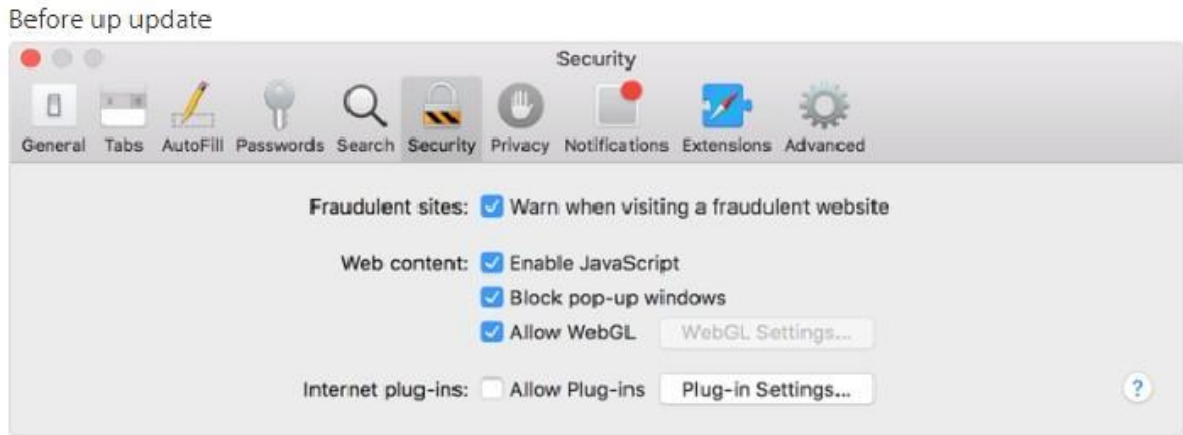 Before up update
Security
General Tabs AutoFill Passwords Search Security Privacy Notifications Extensions Advanced
Fraudulent sites: Warn when visiting a fraudulent website
Web content: Enable JavaScript
Block pop-up windows
Allow WebGL WebGL Settings...
Internet plug-ins: Allow Plug-ins Plug-in Settings... ?